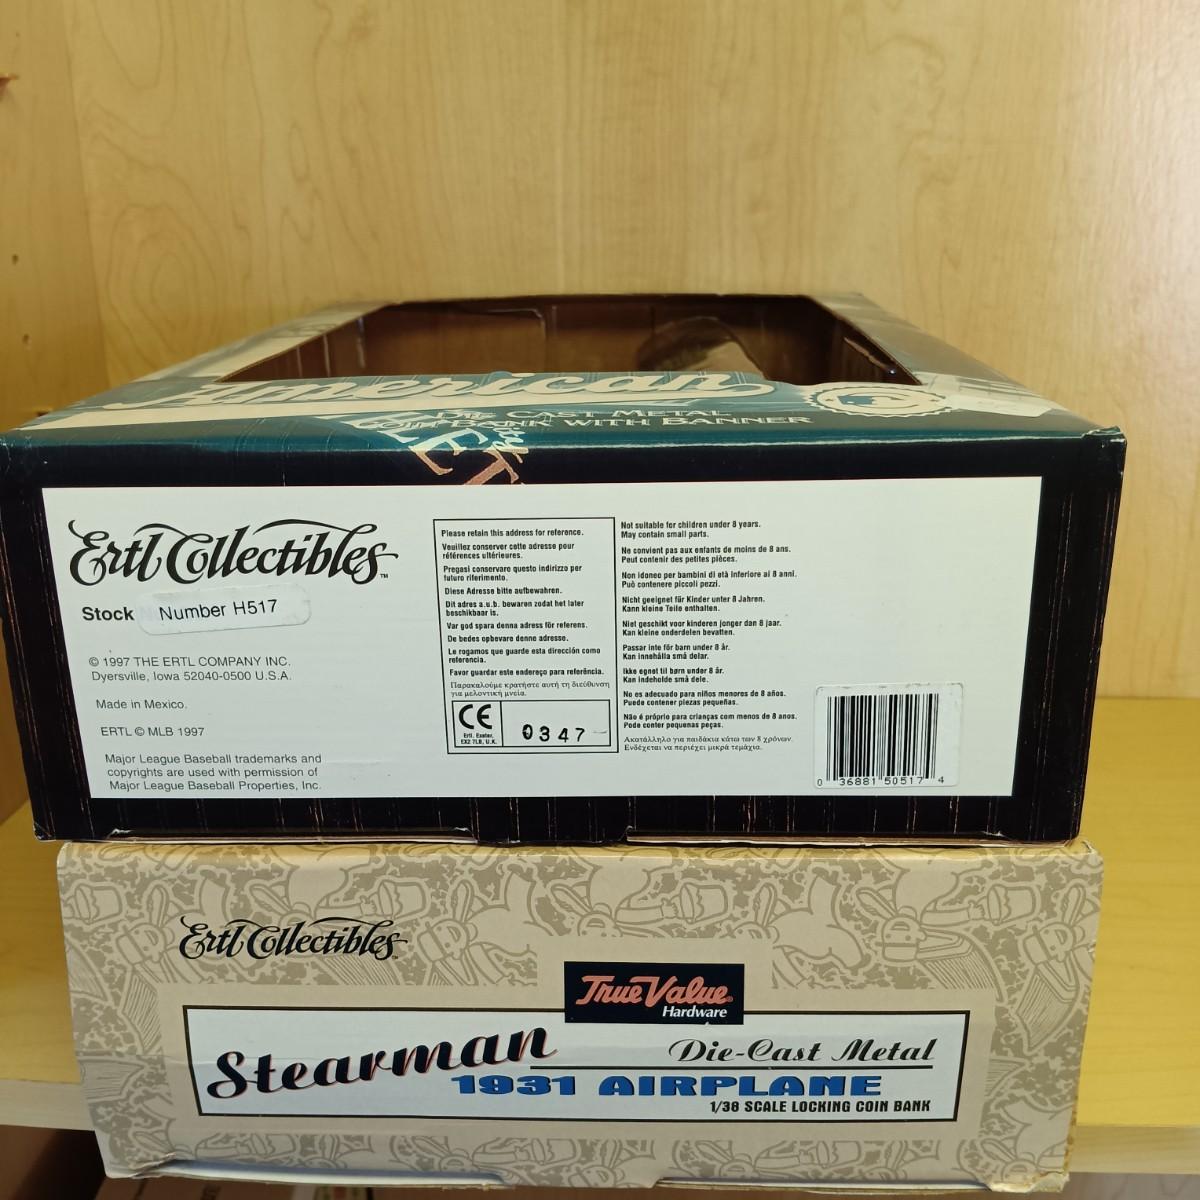 American
DIE CAST METAL
COIN BANK WITH BANNER
Ertl Collectibles™
Stock Number H517
© 1997 THE ERTL COMPANY INC.
Dyersville, Iowa 52040-0500 U.S.A.
Made in Mexico.
ERTL © MLB 1997
Major League Baseball trademarks and
copyrights are used with permission of
Major League Baseball Properties, Inc.
Please retain this address for reference.
Veuillez conserver cette adresse pour
références ultérieures.
Pregasi conservare questo indirizzo per
futuro riferimento.
Diese Adresse bitte aufbewahren.
Dit adres a.u.b. bewaren zodat het later
beschikbaar is.
Var god spara denna adress för referens.
De bedes opbevare denne adresse.
Le rogamos que guarde esta dirección como
referencia.
Favor guardar este endereço para referência.
Παρακαλούμε κρατήστε αυτή τη διεύθυνση
για μελοντική μνεία.
CE
Ertl, Exeter,
EX2 7LB, U.K.
0347
Not suitable for children under 8 years.
May contain small parts.
Ne convient pas aux enfants de moins de 8 ans.
Peut contenir des petites pièces.
Non idoneo per bambini di età inferiore ai 8 anni.
Può contenere piccoli pezzi.
Nicht geeignet für Kinder unter 8 Jahren.
Kann kleine Teile enthalten.
Niet geschikt voor kinderen jonger dan 8 jaar.
Kan kleine onderdelen bevatten.
Passar inte för barn under 8 år.
Kan innehålla små delar.
Ikke egnet til børn under 8 år.
Kan indeholde små dele.
No es adecuado para niños menores de 8 años.
Puede contener piezas pequeñas.
Não é próprio para crianças com menos de 8 anos.
Pode conter pequenas peças.
Ακατάλληλο για παιδάκια κάτω των 8 χρόνων.
Ενδέχεται να περιέχει μικρά τεμάχια.
0 36881 50517 4
Ertl Collectibles™
True Value®
Hardware
Stearman
Die-Cast Metal
1931 AIRPLANE
1/38 SCALE LOCKING COIN BANK